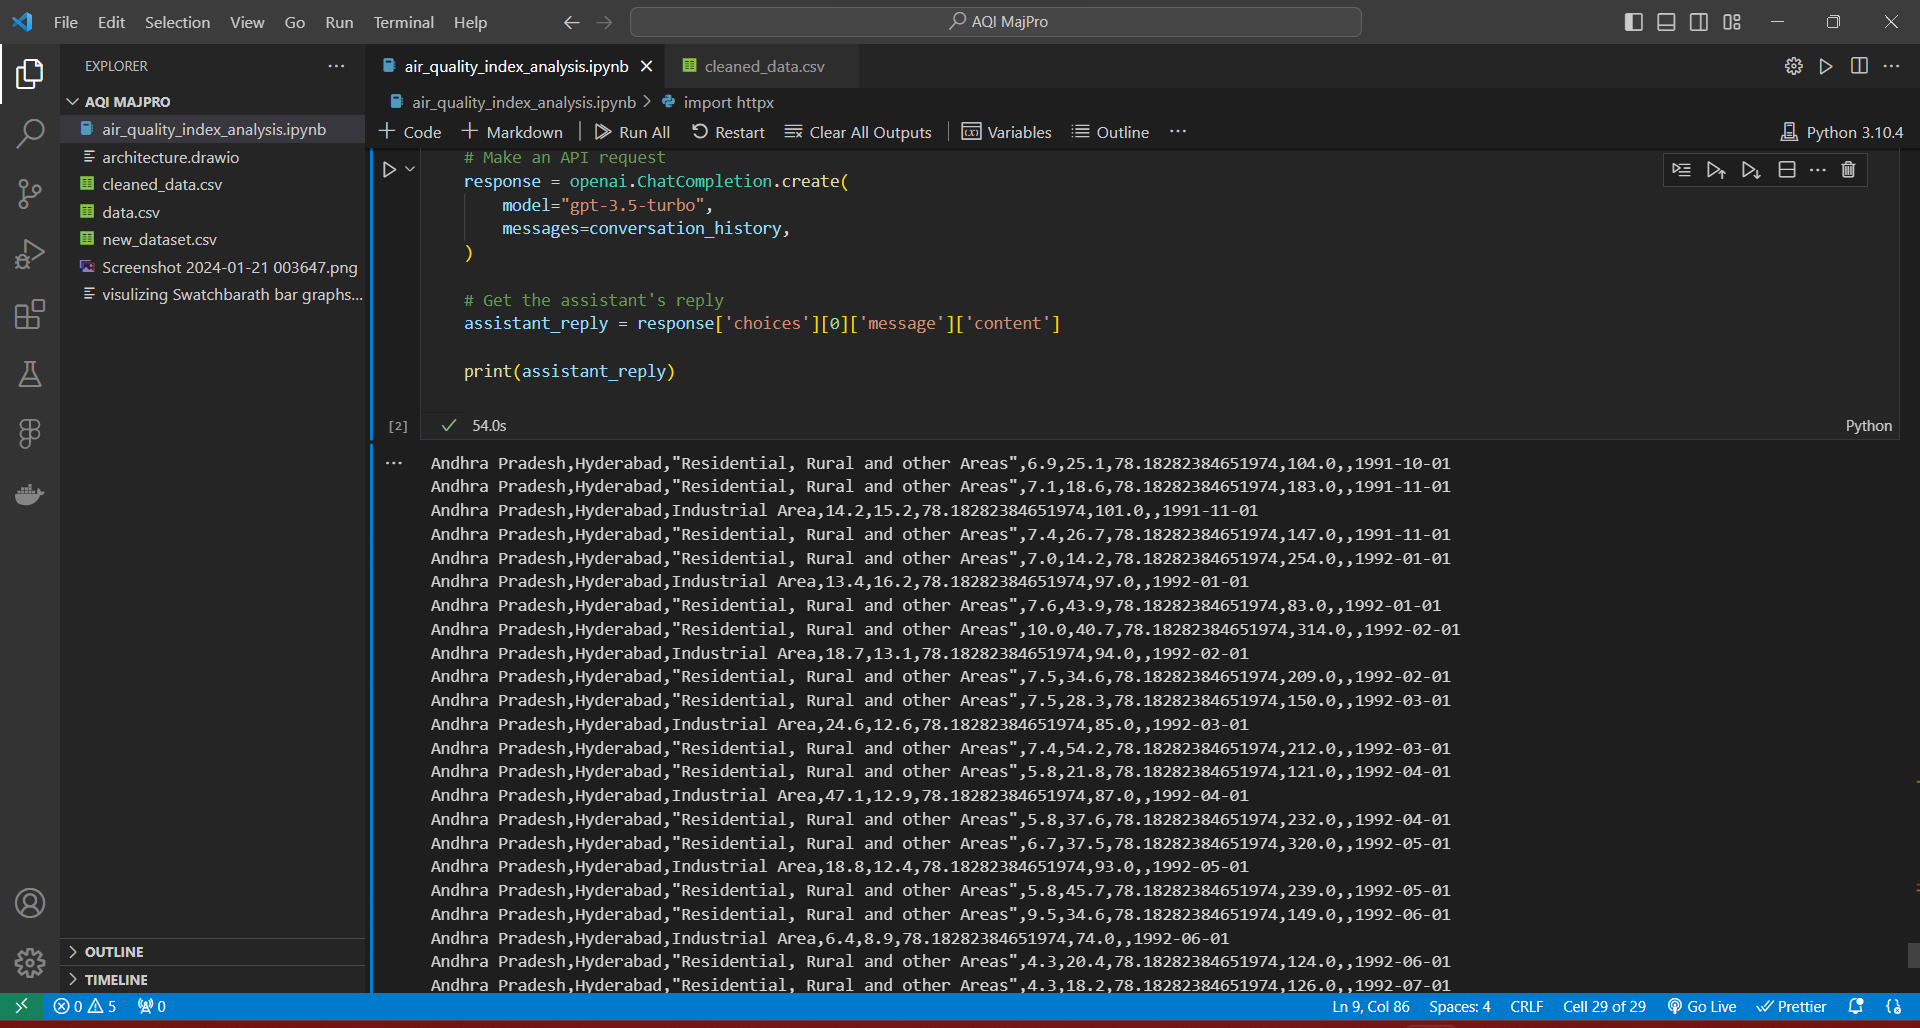 File Edit Selection View Go Run Terminal Help
AQI MajPro
EXPLORER
AQI MAJPRO
air_quality_index_analysis.ipynb
architecture.drawio
cleaned_data.csv
data.csv
new_dataset.csv
Screenshot 2024-01-21 003647.png
visulizing Swatchbarath bar graphs...
OUTLINE
TIMELINE
air_quality_index_analysis.ipynb
cleaned_data.csv
air_quality_index_analysis.ipynb > import httpx
+ Code + Markdown Run All Restart Clear All Outputs Variables Outline ...
Python 3.10.4
# Make an API request
response = openai.ChatCompletion.create(
model="gpt-3.5-turbo",
messages=conversation_history,
)
# Get the assistant's reply
assistant_reply = response['choices'][0]['message']['content']
print(assistant_reply)
[2]
54.0s
Python
Andhra Pradesh,Hyderabad,"Residential, Rural and other Areas",6.9,25.1,78.18282384651974,104.0,,1991-10-01
Andhra Pradesh,Hyderabad,"Residential, Rural and other Areas",7.1,18.6,78.18282384651974,183.0,,1991-11-01
Andhra Pradesh,Hyderabad,Industrial Area,14.2,15.2,78.18282384651974,101.0,,1991-11-01
Andhra Pradesh,Hyderabad,"Residential, Rural and other Areas",7.4,26.7,78.18282384651974,147.0,,1991-11-01
Andhra Pradesh,Hyderabad,"Residential, Rural and other Areas",7.0,14.2,78.18282384651974,254.0,,1992-01-01
Andhra Pradesh,Hyderabad,Industrial Area,13.4,16.2,78.18282384651974,97.0,,1992-01-01
Andhra Pradesh,Hyderabad,"Residential, Rural and other Areas",7.6,43.9,78.18282384651974,83.0,,1992-01-01
Andhra Pradesh,Hyderabad,"Residential, Rural and other Areas",10.0,40.7,78.18282384651974,314.0,,1992-02-01
Andhra Pradesh,Hyderabad,Industrial Area,18.7,13.1,78.18282384651974,94.0,,1992-02-01
Andhra Pradesh,Hyderabad,"Residential, Rural and other Areas",7.5,34.6,78.18282384651974,209.0,,1992-02-01
Andhra Pradesh,Hyderabad,"Residential, Rural and other Areas",7.5,28.3,78.18282384651974,150.0,,1992-03-01
Andhra Pradesh,Hyderabad,Industrial Area,24.6,12.6,78.18282384651974,85.0,,1992-03-01
Andhra Pradesh,Hyderabad,"Residential, Rural and other Areas",7.4,54.2,78.18282384651974,212.0,,1992-03-01
Andhra Pradesh,Hyderabad,"Residential, Rural and other Areas",5.8,21.8,78.18282384651974,121.0,,1992-04-01
Andhra Pradesh,Hyderabad,Industrial Area,47.1,12.9,78.18282384651974,87.0,,1992-04-01
Andhra Pradesh,Hyderabad,"Residential, Rural and other Areas",5.8,37.6,78.18282384651974,232.0,,1992-04-01
Andhra Pradesh,Hyderabad,"Residential, Rural and other Areas",6.7,37.5,78.18282384651974,320.0,,1992-05-01
Andhra Pradesh,Hyderabad,Industrial Area,18.8,12.4,78.18282384651974,93.0,,1992-05-01
Andhra Pradesh,Hyderabad,"Residential, Rural and other Areas",5.8,45.7,78.18282384651974,239.0,,1992-05-01
Andhra Pradesh,Hyderabad,"Residential, Rural and other Areas",9.5,34.6,78.18282384651974,149.0,,1992-06-01
Andhra Pradesh,Hyderabad,Industrial Area,6.4,8.9,78.18282384651974,74.0,,1992-06-01
Andhra Pradesh,Hyderabad,"Residential, Rural and other Areas",4.3,20.4,78.18282384651974,124.0,,1992-06-01
Andhra Pradesh,Hyderabad,"Residential, Rural and other Areas",4.3,18.2,78.18282384651974,126.0,,1992-07-01
0 5 0
Ln 9, Col 86 Spaces: 4 CRLF Cell 29 of 29 Go Live Prettier